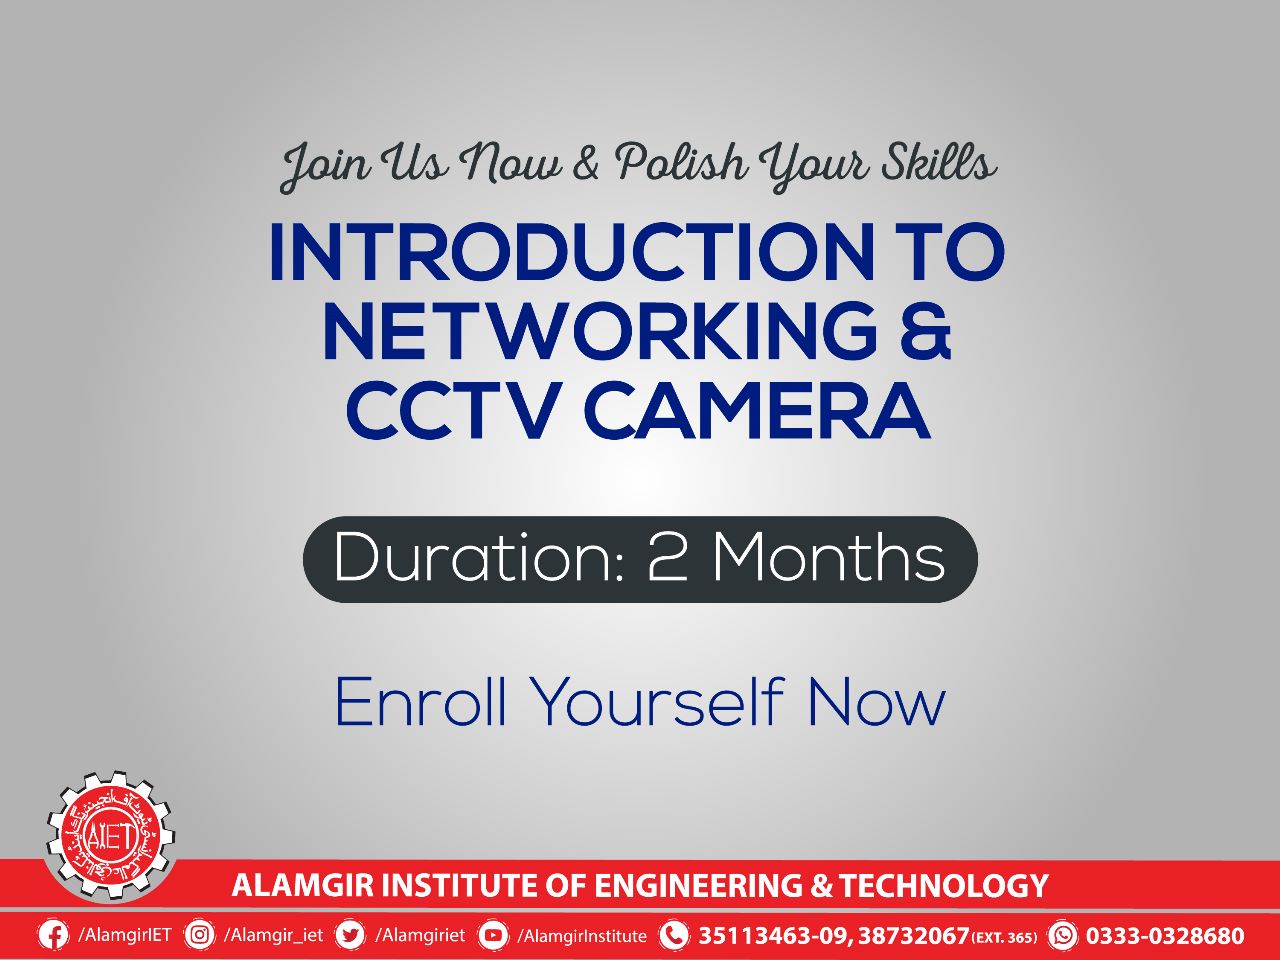 Join Us Now & Polish Your Skills
INTRODUCTION TO
NETWORKING &
CCTV CAMERA
Duration: 2 Months
Enroll Yourself Now
AIET
ALAMGIR INSTITUTE OF ENGINEERING & TECHNOLOGY
/AlamgirIET /Alamgir_iet /Alamgiriet /AlamgirInstitute 35113463-09, 38732067 (EXT. 365) 0333-0328680